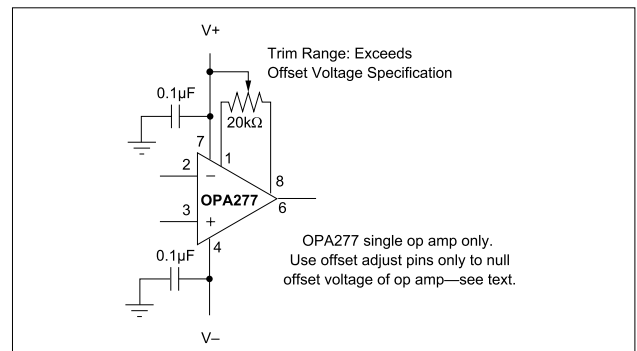 V+
Trim Range: Exceeds
Offset Voltage Specification
0.1µF
20kΩ
7
1
2
–
8
OPA277
6
3
+
4
OPA277 single op amp only.
Use offset adjust pins only to null
offset voltage of op amp—see text.
0.1µF
V–